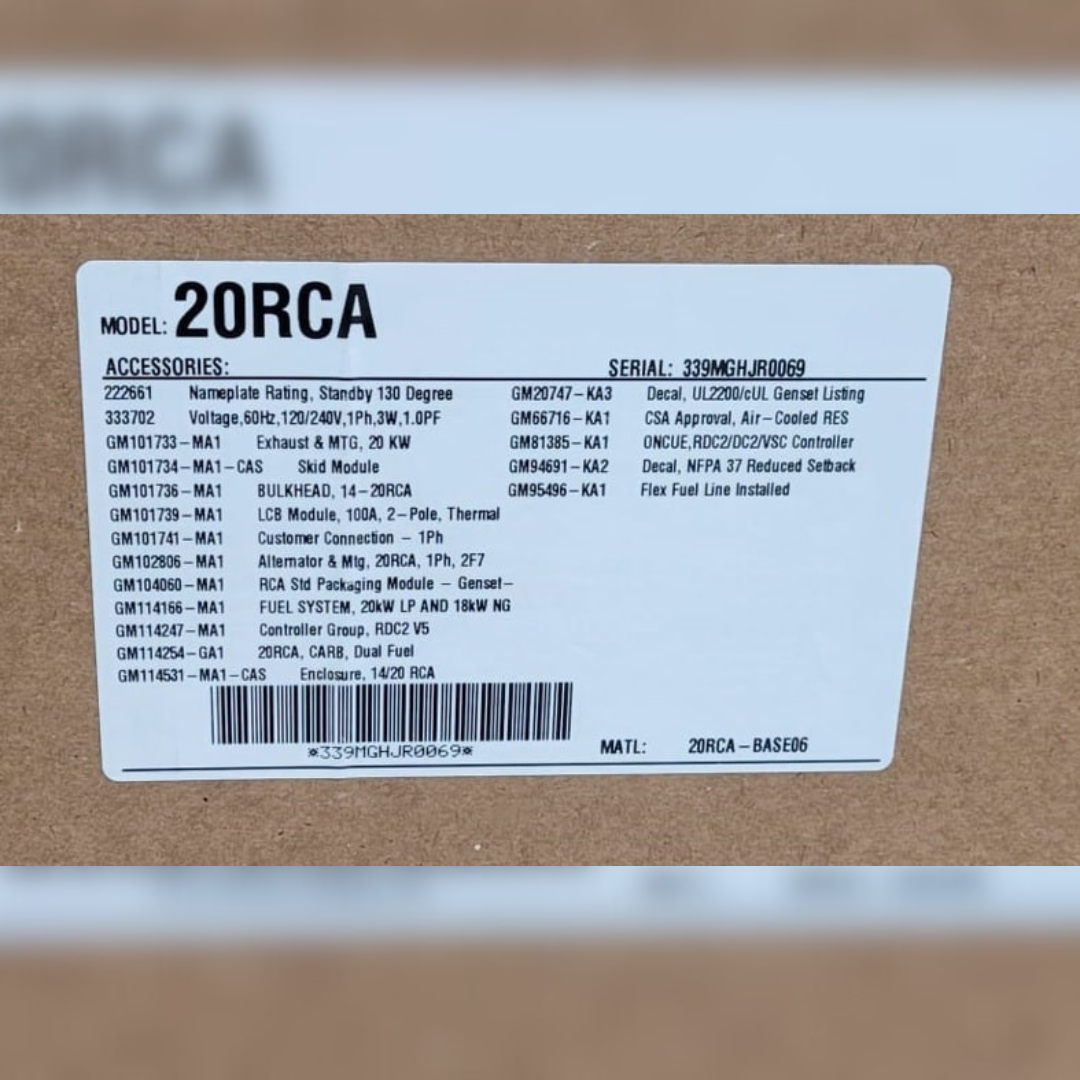 0RCA
MODEL: 20RCA
ACCESSORIES: SERIAL: 339MGHJR0069
222661 Nameplate Rating, Standby 130 Degree GM20747-KA3 Decal, UL2200/cUL Genset Listing
333702 Voltage,60Hz,120/240V,1Ph,3W,1.0PF GM66716-KA1 CSA Approval, Air-Cooled RES
GM101733-MA1 Exhaust & MTG, 20 KW GM81385-KA1 ONCUE,RDC2/DC2/VSC Controller
GM101734-MA1-CAS Skid Module GM94691-KA2 Decal, NFPA 37 Reduced Setback
GM101736-MA1 BULKHEAD, 14-20RCA GM95496-KA1 Flex Fuel Line Installed
GM101739-MA1 LCB Module, 100A, 2-Pole, Thermal
GM101741-MA1 Customer Connection - 1Ph
GM102806-MA1 Alternator & Mtg, 20RCA, 1Ph, 2F7
GM104060-MA1 RCA Std Packaging Module - Genset-
GM114166-MA1 FUEL SYSTEM, 20kW LP AND 18kW NG
GM114247-MA1 Controller Group, RDC2 V5
GM114254-GA1 20RCA, CARB, Dual Fuel
GM114531-MA1-CAS Enclosure, 14/20 RCA
*339MGHJR0069* MATL: 20RCA-BASE06